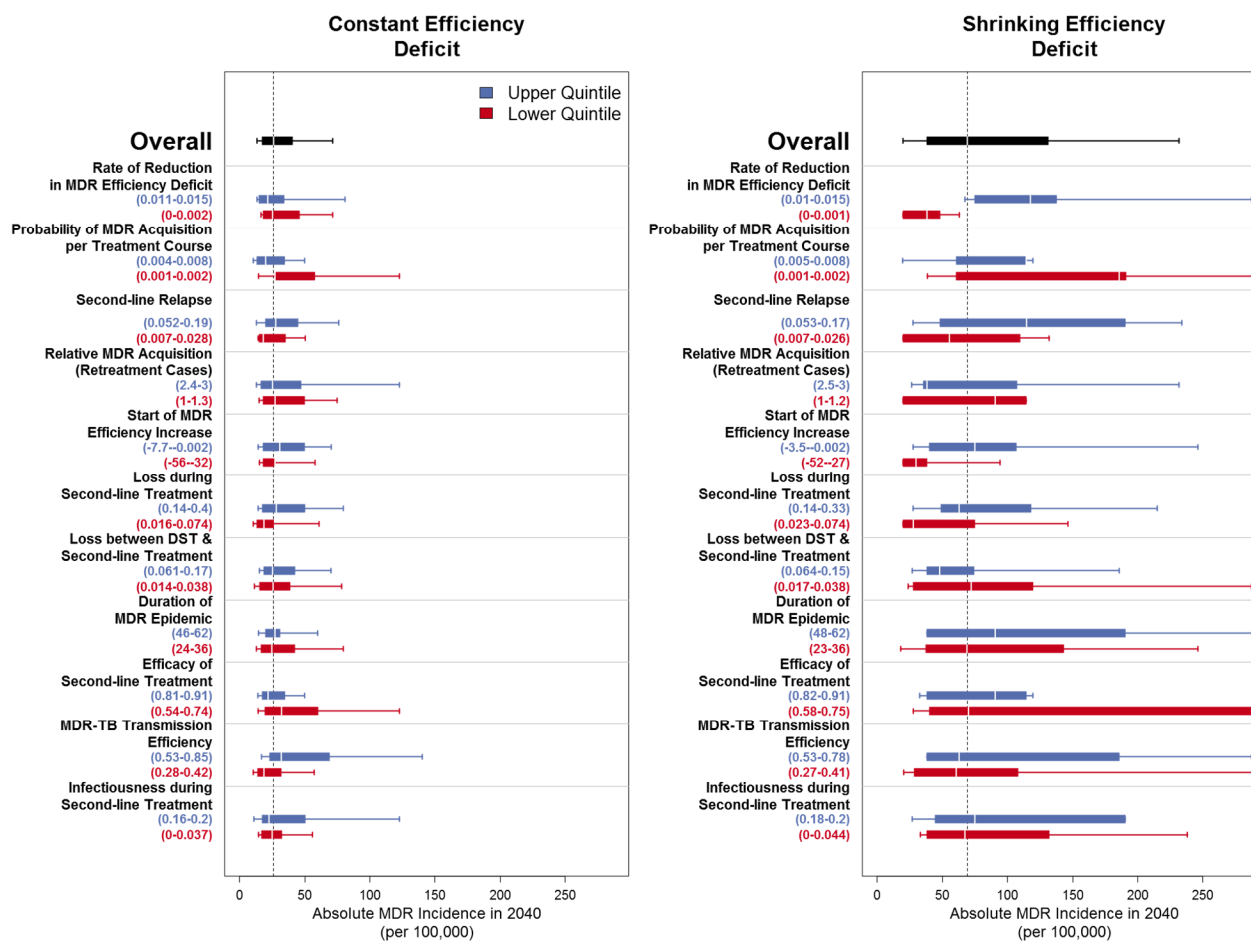 Constant Efficiency
Deficit
Upper Quintile
Lower Quintile
Overall
Rate of Reduction
in MDR Efficiency Deficit
(0.011-0.015)
(0-0.002)
Probability of MDR Acquisition
per Treatment Course
(0.004-0.008)
(0.001-0.002)
Second-line Relapse
(0.052-0.19)
(0.007-0.028)
Relative MDR Acquisition
(Retreatment Cases)
(2.4-3)
(1-1.3)
Start of MDR
Efficiency Increase
(-7.7--0.002)
(-56--32)
Loss during
Second-line Treatment
(0.14-0.4)
(0.016-0.074)
Loss between DST &
Second-line Treatment
(0.061-0.17)
(0.014-0.038)
Duration of
MDR Epidemic
(46-62)
(24-36)
Efficacy of
Second-line Treatment
(0.81-0.91)
(0.54-0.74)
MDR-TB Transmission
Efficiency
(0.53-0.85)
(0.28-0.42)
Infectiousness during
Second-line Treatment
(0.16-0.2)
(0-0.037)
0 50 100 150 200 250
Absolute MDR Incidence in 2040
(per 100,000)
Shrinking Efficiency
Deficit
Overall
Rate of Reduction
in MDR Efficiency Deficit
(0.01-0.015)
(0-0.001)
Probability of MDR Acquisition
per Treatment Course
(0.005-0.008)
(0.001-0.002)
Second-line Relapse
(0.053-0.17)
(0.007-0.026)
Relative MDR Acquisition
(Retreatment Cases)
(2.5-3)
(1-1.2)
Start of MDR
Efficiency Increase
(-3.5--0.002)
(-52--27)
Loss during
Second-line Treatment
(0.14-0.33)
(0.023-0.074)
Loss between DST &
Second-line Treatment
(0.064-0.15)
(0.017-0.038)
Duration of
MDR Epidemic
(48-62)
(23-36)
Efficacy of
Second-line Treatment
(0.82-0.91)
(0.58-0.75)
MDR-TB Transmission
Efficiency
(0.53-0.78)
(0.27-0.41)
Infectiousness during
Second-line Treatment
(0.18-0.2)
(0-0.044)
0 50 100 150 200 250
Absolute MDR Incidence in 2040
(per 100,000)